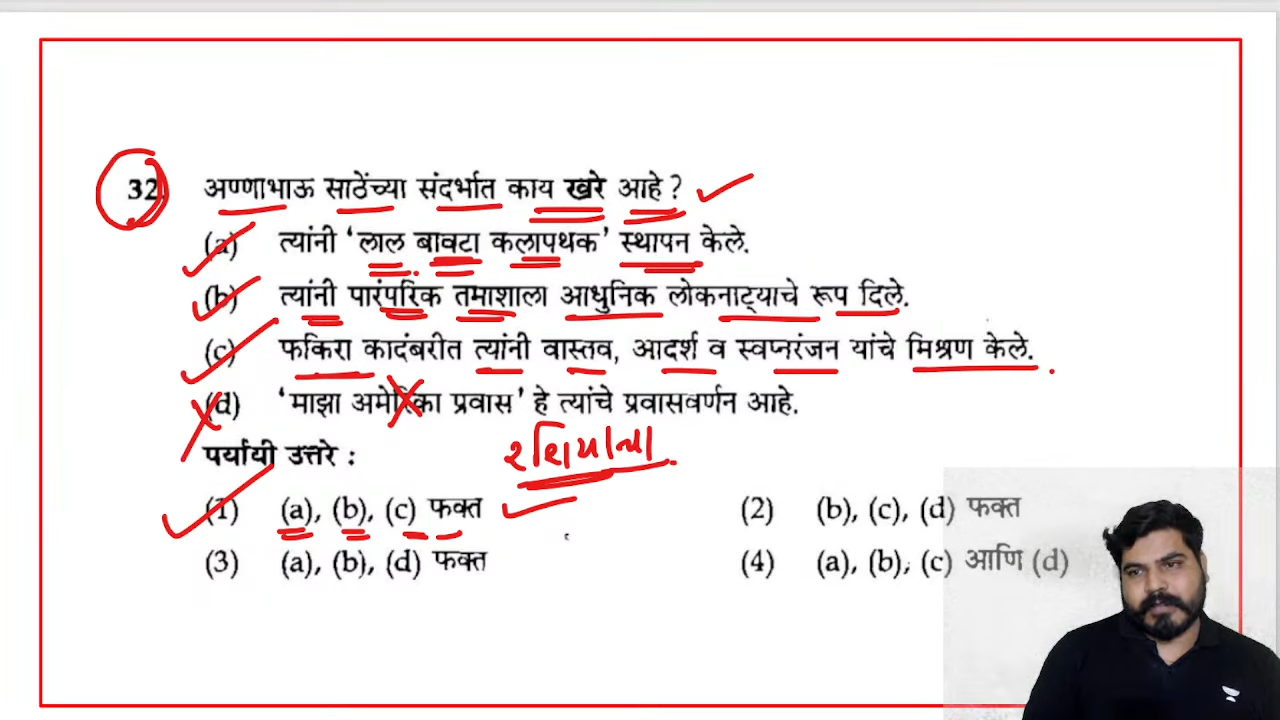 32. अण्णाभाऊ साठेंच्या संदर्भात काय खरे आहे ?
(a) त्यांनी ‘लाल बावटा कलापथक’ स्थापन केले.
(b) त्यांनी पारंपरिक तमाशाला आधुनिक लोकनाट्याचे रूप दिले.
(c) फकिरा कादंबरीत त्यांनी वास्तव, आदर्श व स्वप्नरंजन यांचे मिश्रण केले.
(d) ‘माझा अमेरिका प्रवास’ हे त्यांचे प्रवासवर्णन आहे.
पर्यायी उत्तरे :
(1) (a), (b), (c) फक्त (2) (b), (c), (d) फक्त
(3) (a), (b), (d) फक्त (4) (a), (b), (c) आणि (d)